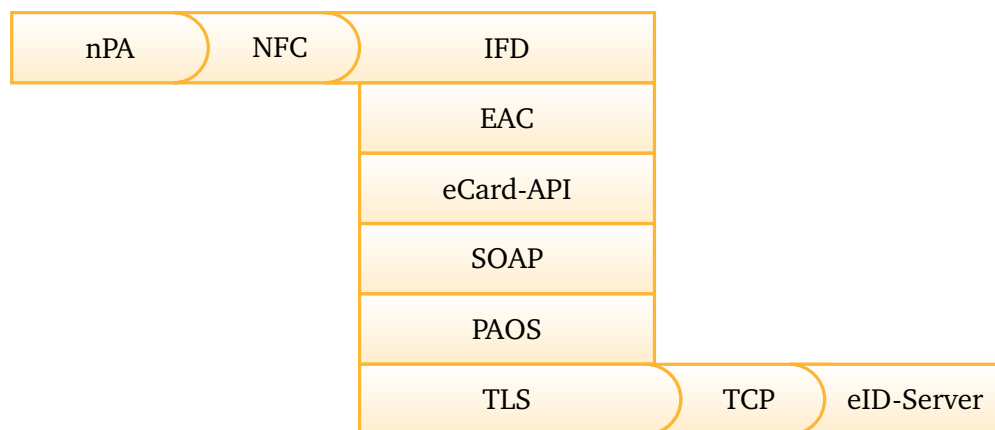 nPA NFC IFD
EAC
eCard-API
SOAP
PAOS
TLS TCP eID-Server